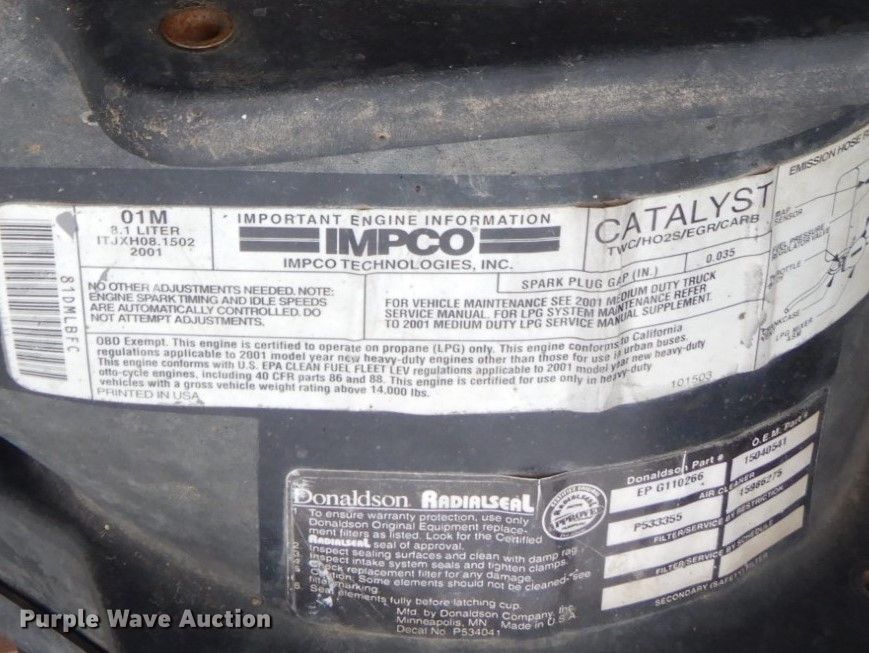 01M
8.1 LITER
ITJXH08.1502
2001
81DMFLBFC
IMPORTANT ENGINE INFORMATION
IMPCO®
IMPCO TECHNOLOGIES, INC.
CATALYST
TWC/HO2S/EGR/CARB
SPARK PLUG GAP (IN.) 0.035
NO OTHER ADJUSTMENTS NEEDED. NOTE:
ENGINE SPARK TIMING AND IDLE SPEEDS
ARE AUTOMATICALLY CONTROLLED. DO
NOT ATTEMPT ADJUSTMENTS.
FOR VEHICLE MAINTENANCE SEE 2001 MEDIUM DUTY TRUCK
SERVICE MANUAL. FOR LPG SYSTEM MAINTENANCE REFER
TO 2001 MEDIUM DUTY LPG SERVICE MANUAL SUPPLEMENT.
OBD Exempt. This engine is certified to operate on propane (LPG) only. This engine conforms to California
regulations applicable to 2001 model year new heavy-duty engines other than those for use in urban buses.
This engine conforms with U.S. EPA CLEAN FUEL FLEET LEV regulations applicable to 2001 model year new heavy-duty
otto-cycle engines, including 40 CFR parts 86 and 88. This engine is certified for use only in heavy-duty
vehicles with a gross vehicle weight rating above 14,000 lbs.
PRINTED IN USA
101503
EMISSION HOSE
MAP
SENSOR
FUEL PRESSURE
REGULATOR/VALVE
THROTTLE
CRANKCASE
LPG MIXER
Donaldson RADIALSEAL
1 To ensure warranty protection, use only
Donaldson Original Equipment replace-
ment filters as listed. Look for the Certified
RADIALSEAL seal of approval.
2 Inspect sealing surfaces and clean with damp rag
3 Inspect intake system seals and tighten clamps.
4 Check replacement filter for any damage.
Caution: Some elements should not be cleaned-see
filter marking.
5 Seat elements fully before latching cup.
Mfg. by Donaldson Company, Inc.
Minneapolis, MN Made in U.S.A.
Decal No P534041
Donaldson Part # O.E.M. Part #
EP G110266 15040541
AIR CLEANER
P533355 15986275
FILTER/SERVICE BY RESTRICTION
FILTER/SERVICE BY SCHEDULE
SECONDARY (SAFETY) FILTER
Purple Wave Auction